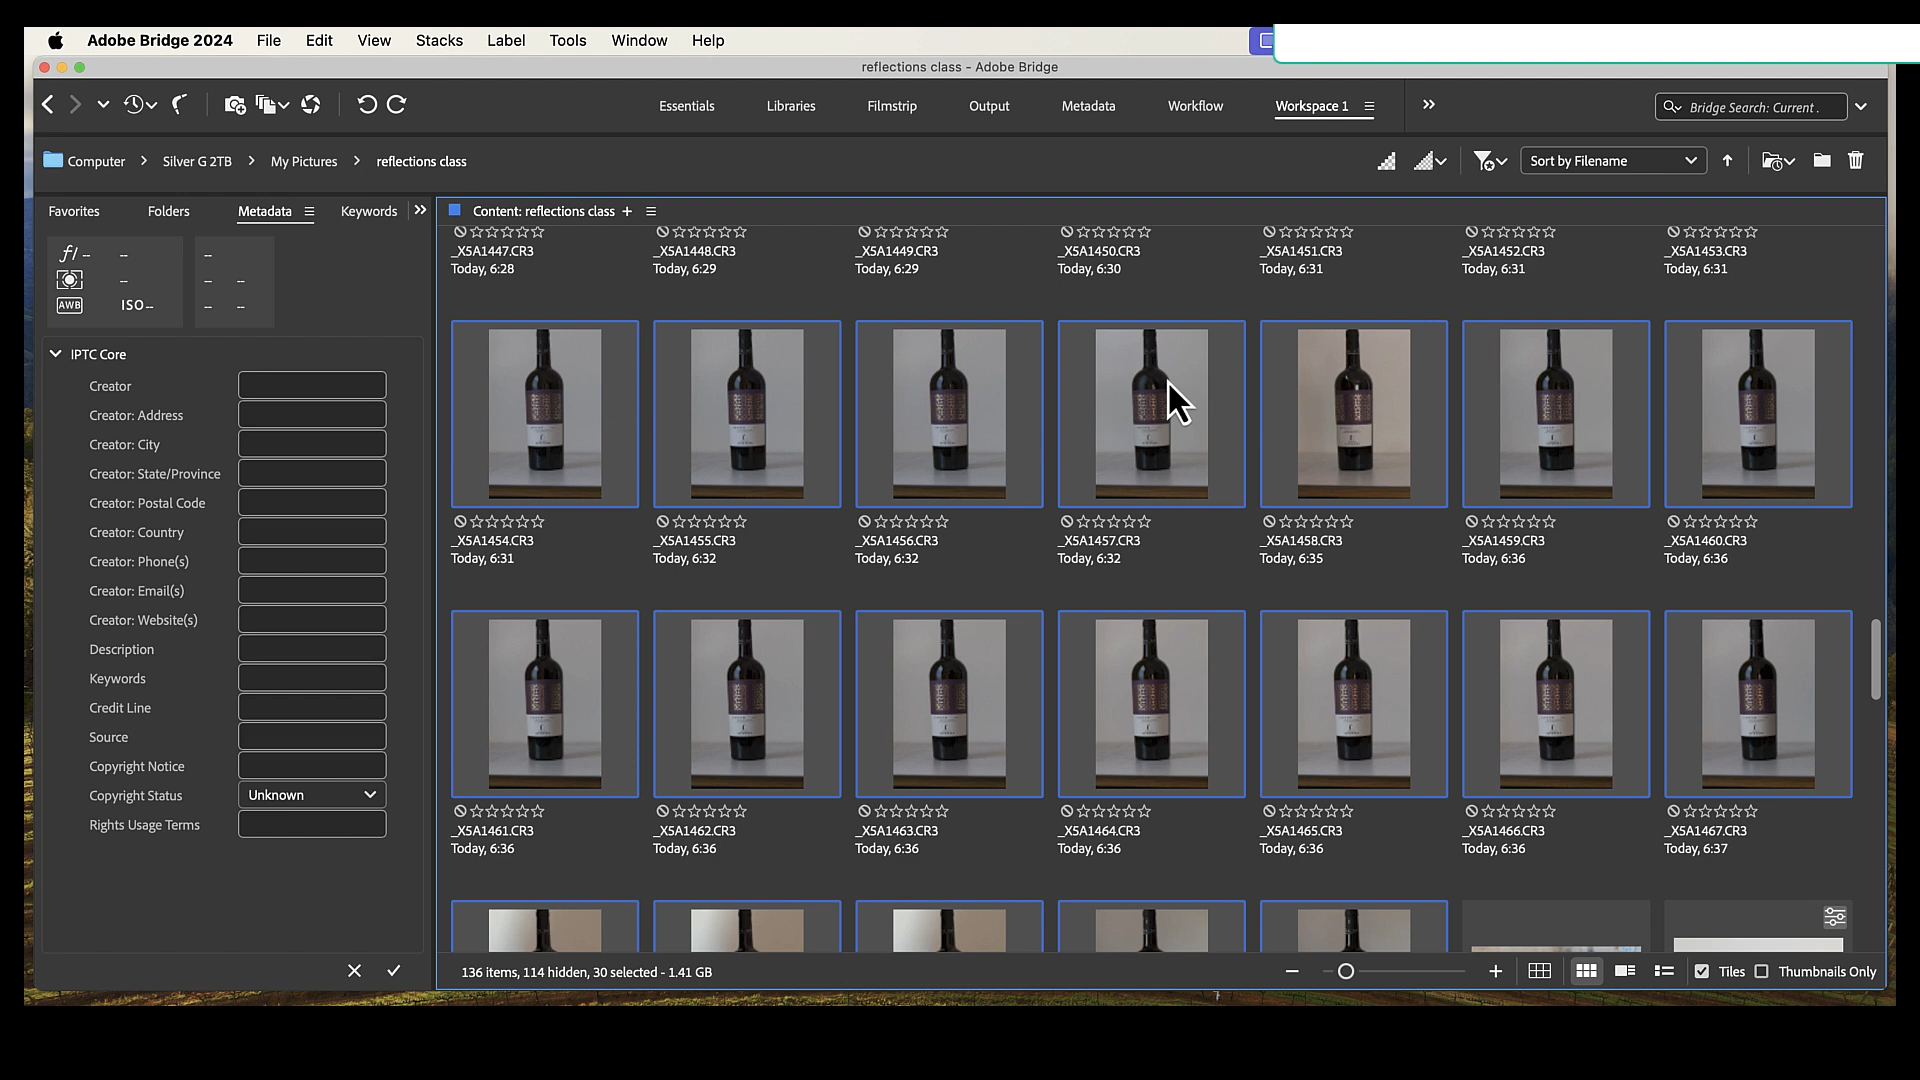 Adobe Bridge 2024 File Edit View Stacks Label Tools Window Help
reflections class - Adobe Bridge
Essentials Libraries Filmstrip Output Metadata Workflow Workspace 1
Bridge Search: Current .
Computer Silver G 2TB My Pictures reflections class
Sort by Filename
Favorites Folders Metadata Keywords
Content: reflections class
f/ -- -- --
-- -- --
AWB ISO-- -- --
IPTC Core
Creator
Creator: Address
Creator: City
Creator: State/Province
Creator: Postal Code
Creator: Country
Creator: Phone(s)
Creator: Email(s)
Creator: Website(s)
Description
Keywords
Credit Line
Source
Copyright Notice
Copyright Status Unknown
Rights Usage Terms
_X5A1447.CR3 _X5A1448.CR3 _X5A1449.CR3 _X5A1450.CR3 _X5A1451.CR3 _X5A1452.CR3 _X5A1453.CR3
Today, 6:28 Today, 6:29 Today, 6:29 Today, 6:30 Today, 6:31 Today, 6:31 Today, 6:31
_X5A1454.CR3 _X5A1455.CR3 _X5A1456.CR3 _X5A1457.CR3 _X5A1458.CR3 _X5A1459.CR3 _X5A1460.CR3
Today, 6:31 Today, 6:32 Today, 6:32 Today, 6:32 Today, 6:35 Today, 6:36 Today, 6:36
_X5A1461.CR3 _X5A1462.CR3 _X5A1463.CR3 _X5A1464.CR3 _X5A1465.CR3 _X5A1466.CR3 _X5A1467.CR3
Today, 6:36 Today, 6:36 Today, 6:36 Today, 6:36 Today, 6:36 Today, 6:36 Today, 6:37
136 items, 114 hidden, 30 selected - 1.41 GB
Tiles Thumbnails Only